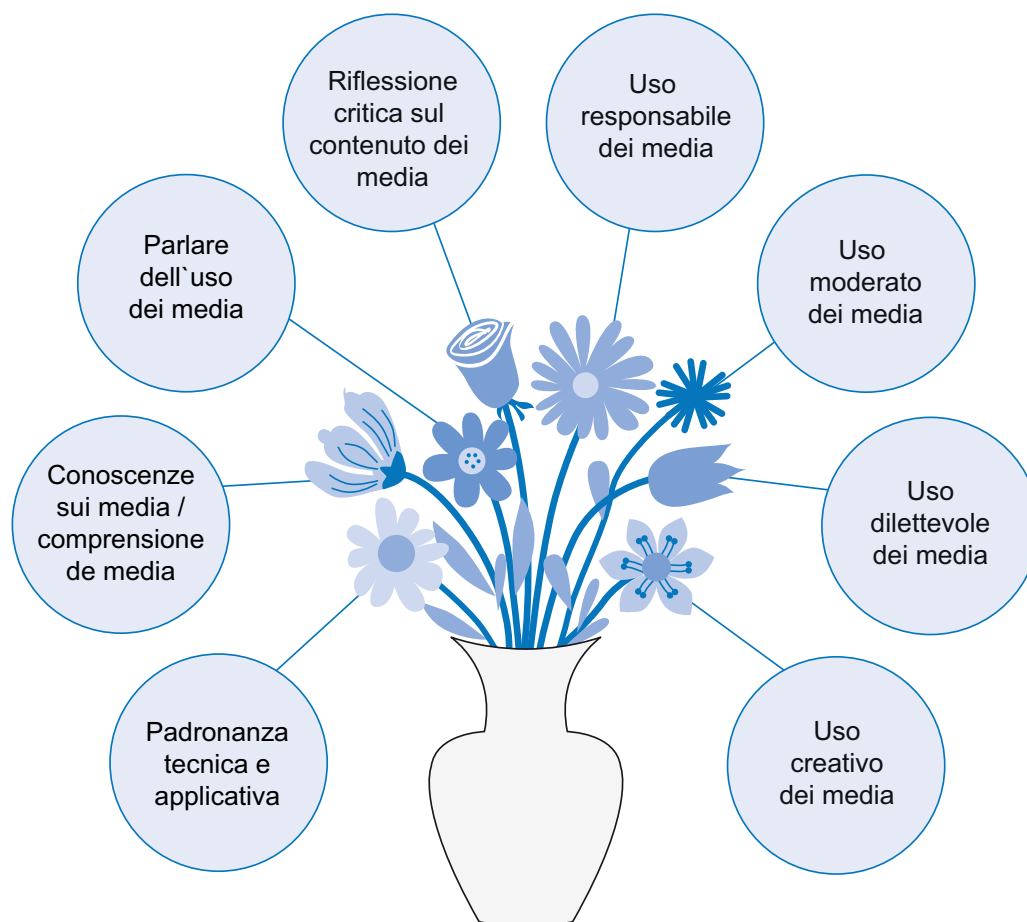 Riflessione
critica sul
contenuto dei
media
Uso
responsabile
dei media
Parlare
dell`uso
dei media
Uso
moderato
dei media
Conoscenze
sui media /
comprensione
de media
Uso
dilettevole
dei media
Padronanza
tecnica e
applicativa
Uso
creativo
dei media